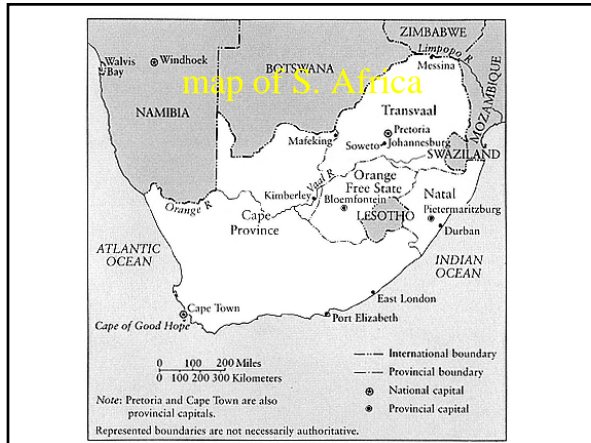 ZIMBABWE
Limpopo R
Messina
Walvis
Bay
Windhoek
BOTSWANA
map of S. Africa
MOZAMBIQUE
NAMIBIA
Transvaal
Mafeking
Pretoria
Soweto
Johannesburg
SWAZILAND
Vaal R
Orange
Free State
Natal
Kimberley
Bloemfontein
Pietermaritzburg
Orange R
LESOTHO
Cape
Province
Durban
ATLANTIC
OCEAN
INDIAN
OCEAN
East London
Cape Town
Port Elizabeth
Cape of Good Hope
0 100 200 Miles
0 100 200 300 Kilometers
International boundary
Provincial boundary
National capital
Provincial capital
Note: Pretoria and Cape Town are also
provincial capitals.
Represented boundaries are not necessarily authoritative.